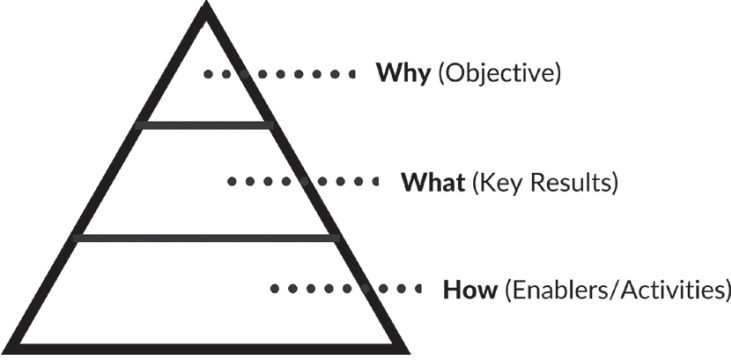 Why (Objective)
What (Key Results)
How (Enablers/Activities)